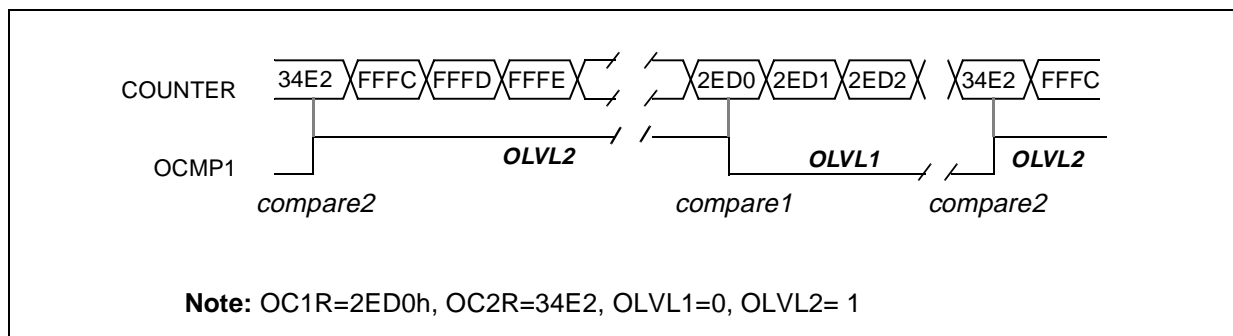 COUNTER 34E2 FFFC FFFD FFFE 2ED0 2ED1 2ED2 34E2 FFFC
OCMP1 OLVL2 OLVL1 OLVL2
compare2 compare1 compare2
Note: OC1R=2ED0h, OC2R=34E2, OLVL1=0, OLVL2= 1